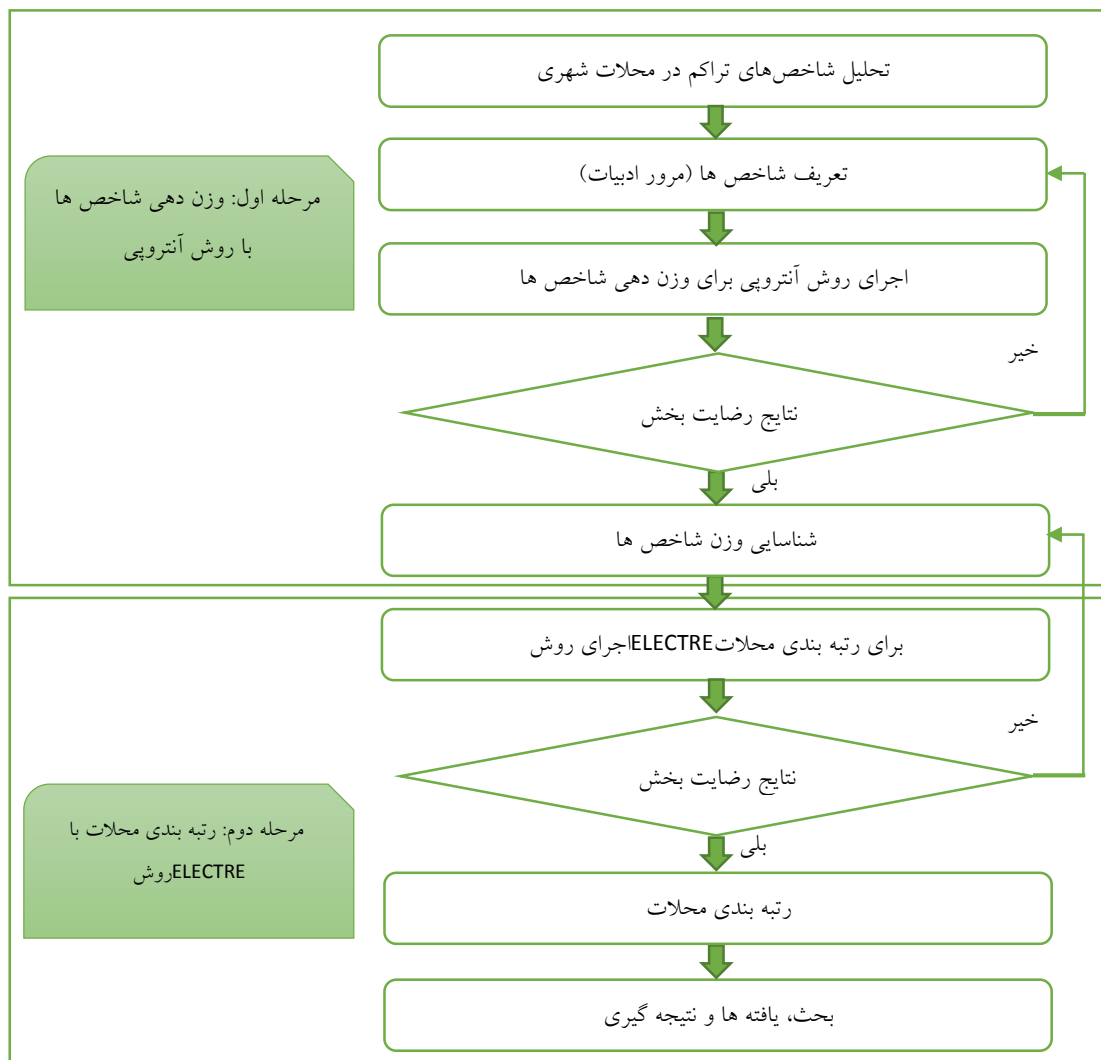 تحلیل شاخص‌های تراکم در محلات شهری
تعریف شاخص ها (مرور ادبیات)
مرحله اول: وزن دهی شاخص ها
با روش آنتروپی
اجرای روش آنتروپی برای وزن دهی شاخص ها
خیر
نتایج رضایت بخش
بلی
شناسایی وزن شاخص ها
برای رتبه بندی محلاتELECTREاجرای روش
خیر
نتایج رضایت بخش
مرحله دوم: رتبه بندی محلات با
ELECTREروش
بلی
رتبه بندی محلات
بحث، یافته ها و نتیجه گیری